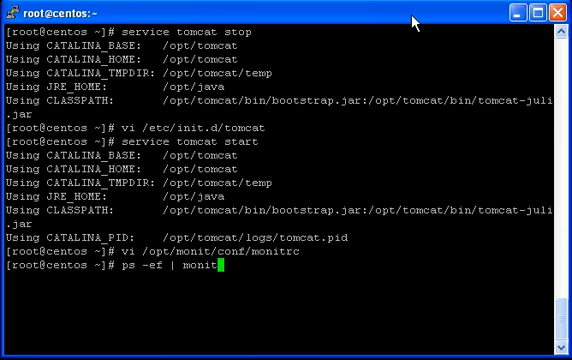 root@centos:~
[root@centos ~]# service tomcat stop
Using CATALINA_BASE:   /opt/tomcat
Using CATALINA_HOME:   /opt/tomcat
Using CATALINA_TMPDIR: /opt/tomcat/temp
Using JRE_HOME:        /opt/java
Using CLASSPATH:       /opt/tomcat/bin/bootstrap.jar:/opt/tomcat/bin/tomcat-juli
.jar
[root@centos ~]# vi /etc/init.d/tomcat
[root@centos ~]# service tomcat start
Using CATALINA_BASE:   /opt/tomcat
Using CATALINA_HOME:   /opt/tomcat
Using CATALINA_TMPDIR: /opt/tomcat/temp
Using JRE_HOME:        /opt/java
Using CLASSPATH:       /opt/tomcat/bin/bootstrap.jar:/opt/tomcat/bin/tomcat-juli
.jar
Using CATALINA_PID:    /opt/tomcat/logs/tomcat.pid
[root@centos ~]# vi /opt/monit/conf/monitrc
[root@centos ~]# ps -ef | monit